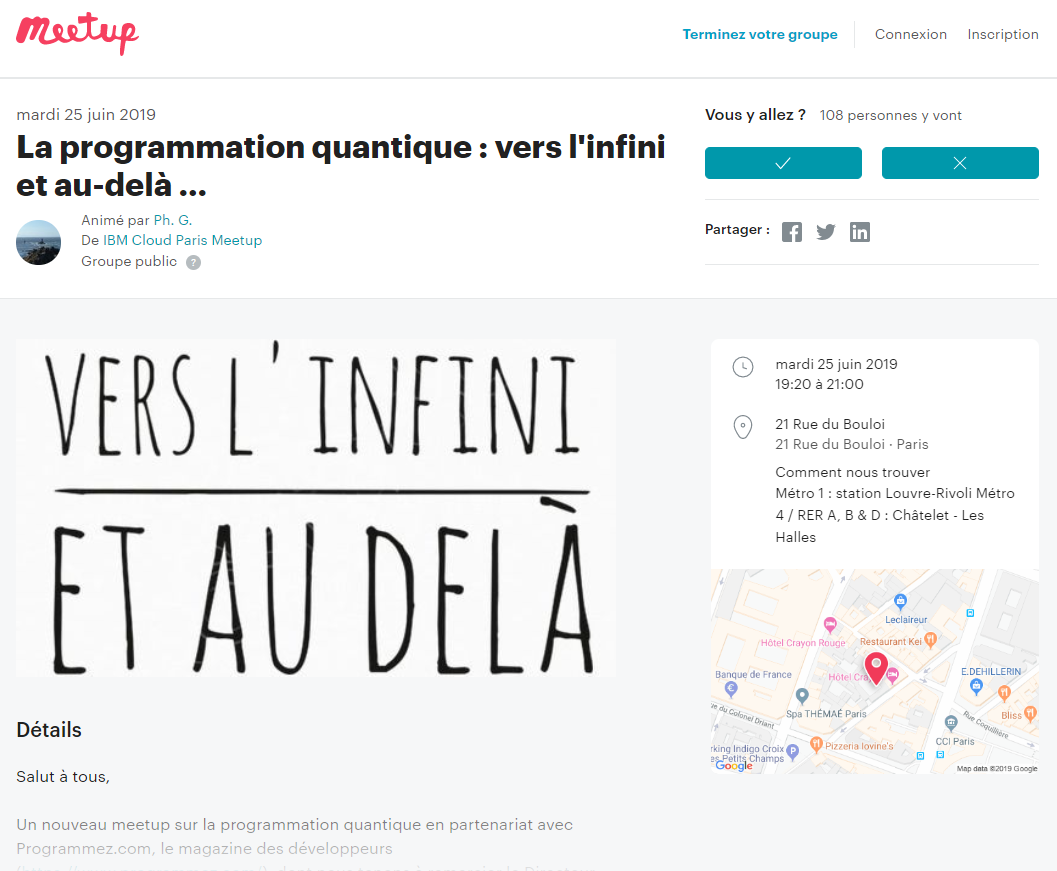 Meetup
Terminez votre groupe
Connexion
Inscription
mardi 25 juin 2019
La programmation quantique : vers l'infini
et au-delà ...
Animé par Ph. G.
De IBM Cloud Paris Meetup
Groupe public ?
Vous y allez ? 108 personnes y vont
Partager :
VERS L'INFINI
ET AU DELÀ
mardi 25 juin 2019
19:20 à 21:00
21 Rue du Bouloi
21 Rue du Bouloi · Paris
Comment nous trouver
Métro 1 : station Louvre-Rivoli Métro
4 / RER A, B & D : Châtelet - Les
Halles
Leclaireur
Hôtel Crayon Rouge
Restaurant Kei
Banque de France
Hôtel Cra
E.DEHILLERIN
Spa THÉMAÉ Paris
Rue Coquillière
Bliss
ue du Colonel Driant
CCI Paris
rking Indigo Croix
es Petits Champs
Pizzeria Iovine's
Google
Map data ©2019 Google
Détails
Salut à tous,
Un nouveau meetup sur la programmation quantique en partenariat avec
Programmez.com, le magazine des développeurs